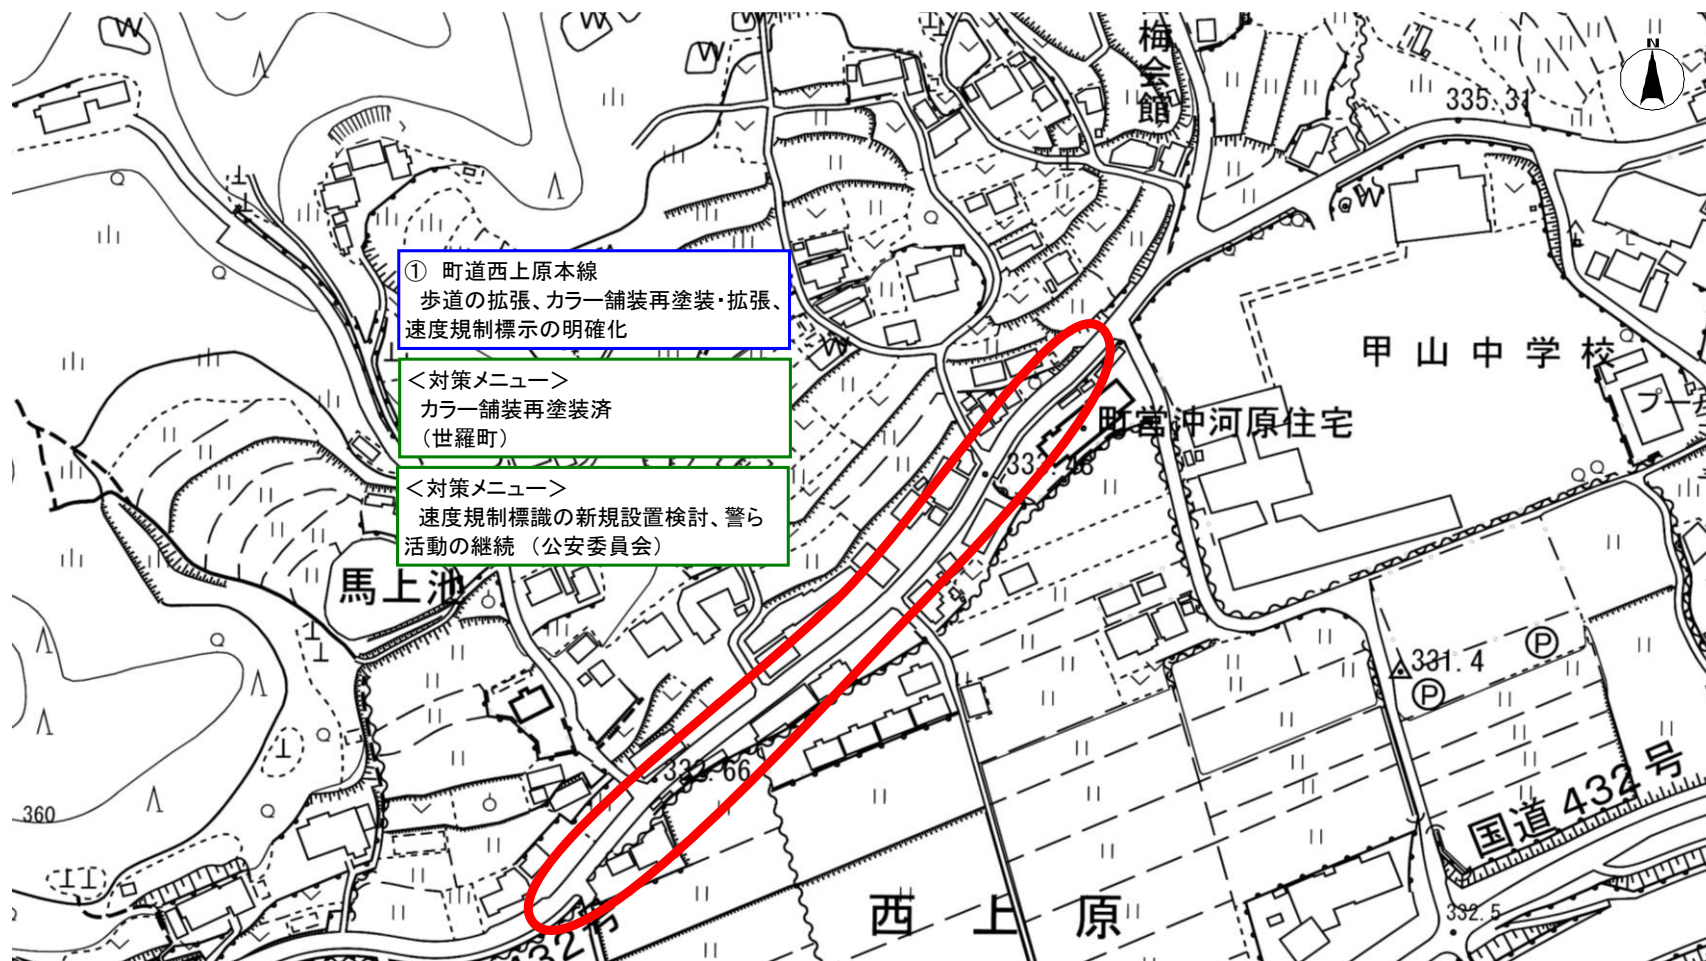 梅会館
N
335.31
① 町道西上原本線
歩道の拡張、カラー舗装再塗装・拡張、
速度規制標示の明確化
＜対策メニュー＞
カラー舗装再塗装済
（世羅町）
＜対策メニュー＞
速度規制標識の新規設置検討、警ら
活動の継続 （公安委員会）
甲山中学校
町営沖河原住宅
馬上池
331.4
P
P
332.66
360
国道432号
332.5
西上原
432号